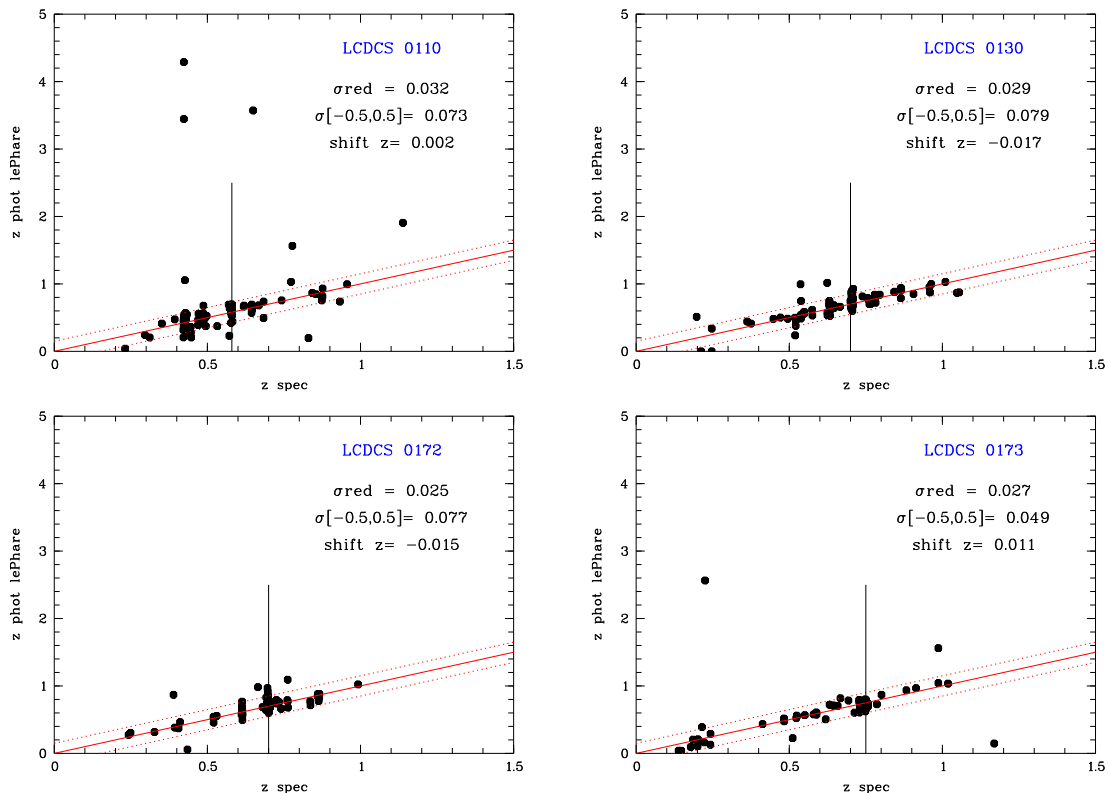 5
LCDCS 0110
4
σred = 0.032
σ[−0.5,0.5]= 0.073
3
shift z= 0.002
z phot lePhare
2
1
0
0
0.5
1
1.5
z spec
5
LCDCS 0130
4
σred = 0.029
σ[−0.5,0.5]= 0.079
3
shift z= −0.017
z phot lePhare
2
1
0
0
0.5
1
1.5
z spec
5
LCDCS 0172
4
σred = 0.025
σ[−0.5,0.5]= 0.077
3
shift z= −0.015
z phot lePhare
2
1
0
0
0.5
1
1.5
z spec
5
LCDCS 0173
4
σred = 0.027
σ[−0.5,0.5]= 0.049
3
shift z= 0.011
z phot lePhare
2
1
0
0
0.5
1
1.5
z spec